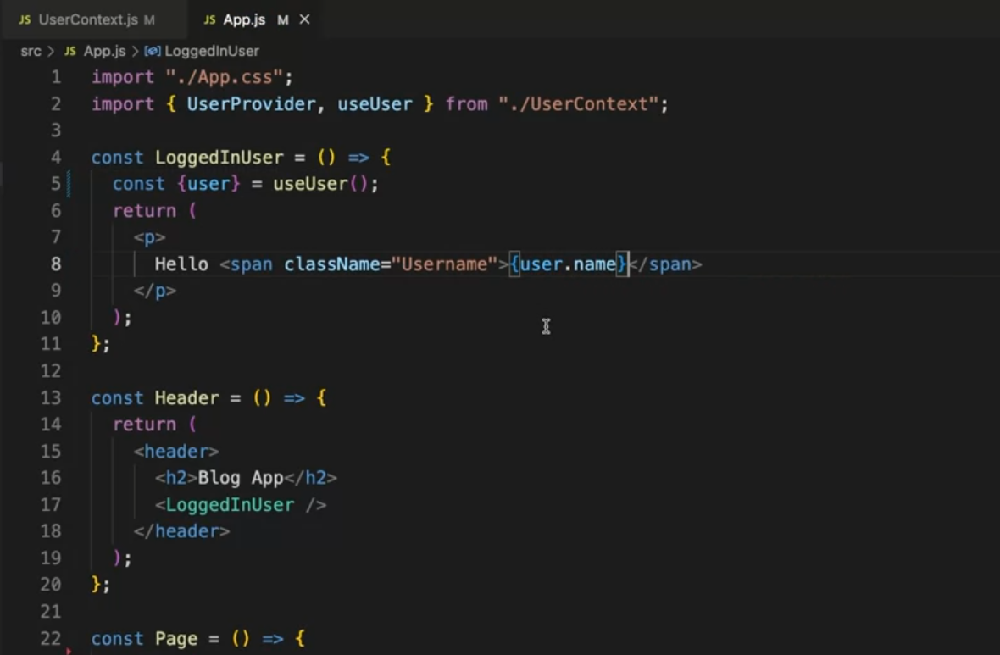 JS UserContext.js M JS App.js M ×
src > JS App.js > LoggedInUser
1 import "./App.css";
2 import { UserProvider, useUser } from "./UserContext";
3
4 const LoggedInUser = () => {
5 const {user} = useUser();
6 return (
7 <p>
8 Hello <span className="Username">{user.name}</span>
9 </p>
10 );
11 };
12
13 const Header = () => {
14 return (
15 <header>
16 <h2>Blog App</h2>
17 <LoggedInUser />
18 </header>
19 );
20 };
21
22 const Page = () => {